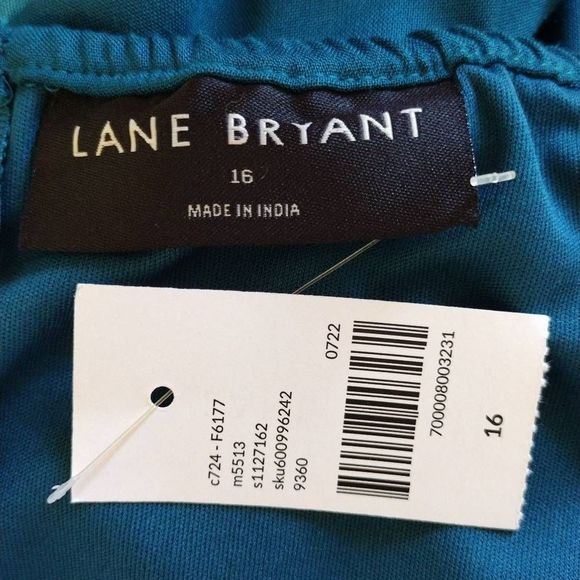 LANE BRYANT
16
MADE IN INDIA
c724 - F6177
m5513
s1127162
sku600996242
9360
0722
700008003231
16